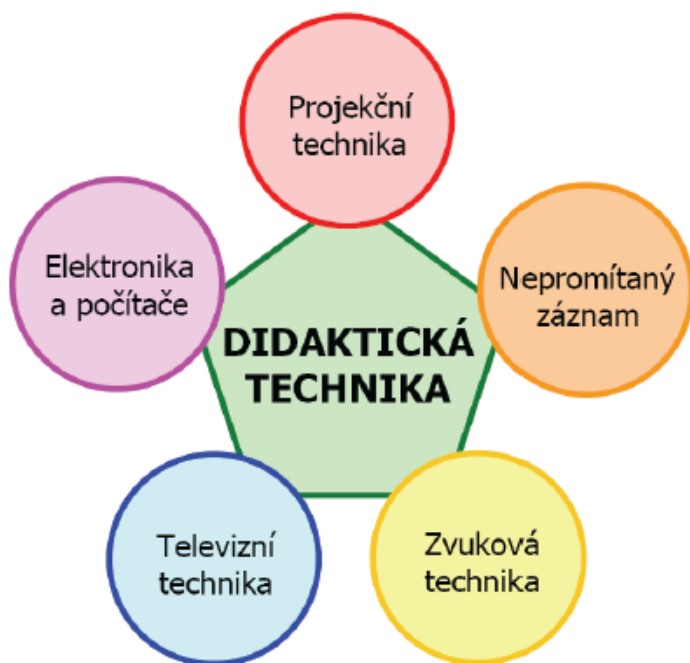 Projekční
technika
Elektronika
a počítače
Nepromítaný
záznam
DIDAKTICKÁ
TECHNIKA
Televizní
technika
Zvuková
technika